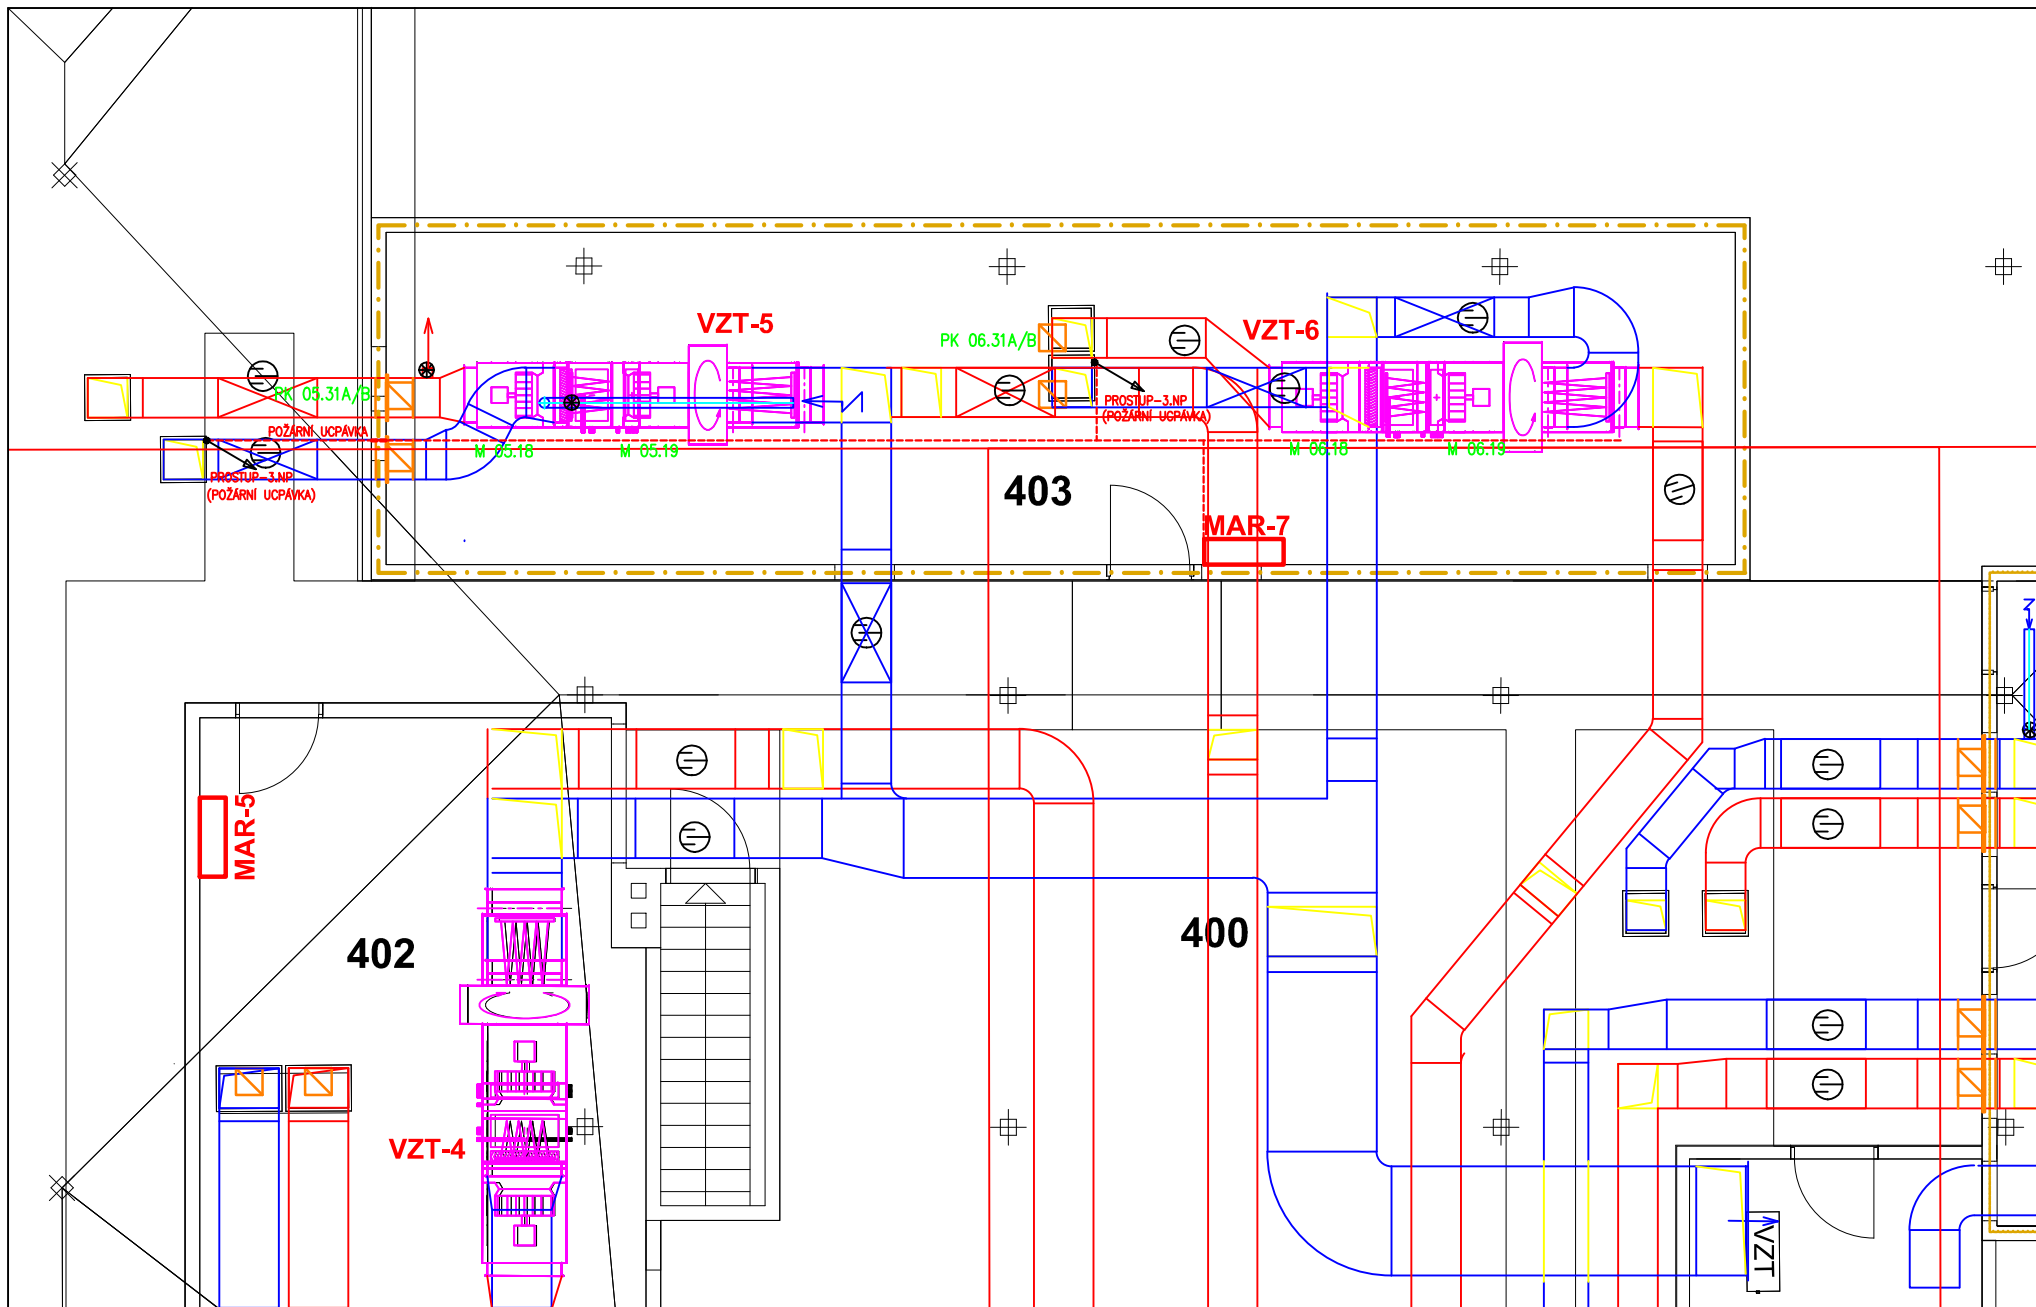 VZT-5
VZT-6
PK 06.31A/B
PK 05.31A/B
PROSTUP-3.NP
(POŽÁRNÍ UCPÁVKA)
POŽÁRNÍ UCPÁVKA
M 05.18
M 05.19
M 06.18
M 06.19
PROSTUP-3.NP
(POŽÁRNÍ UCPÁVKA)
403
MAR-7
MAR-5
402
400
VZT-4
VZT